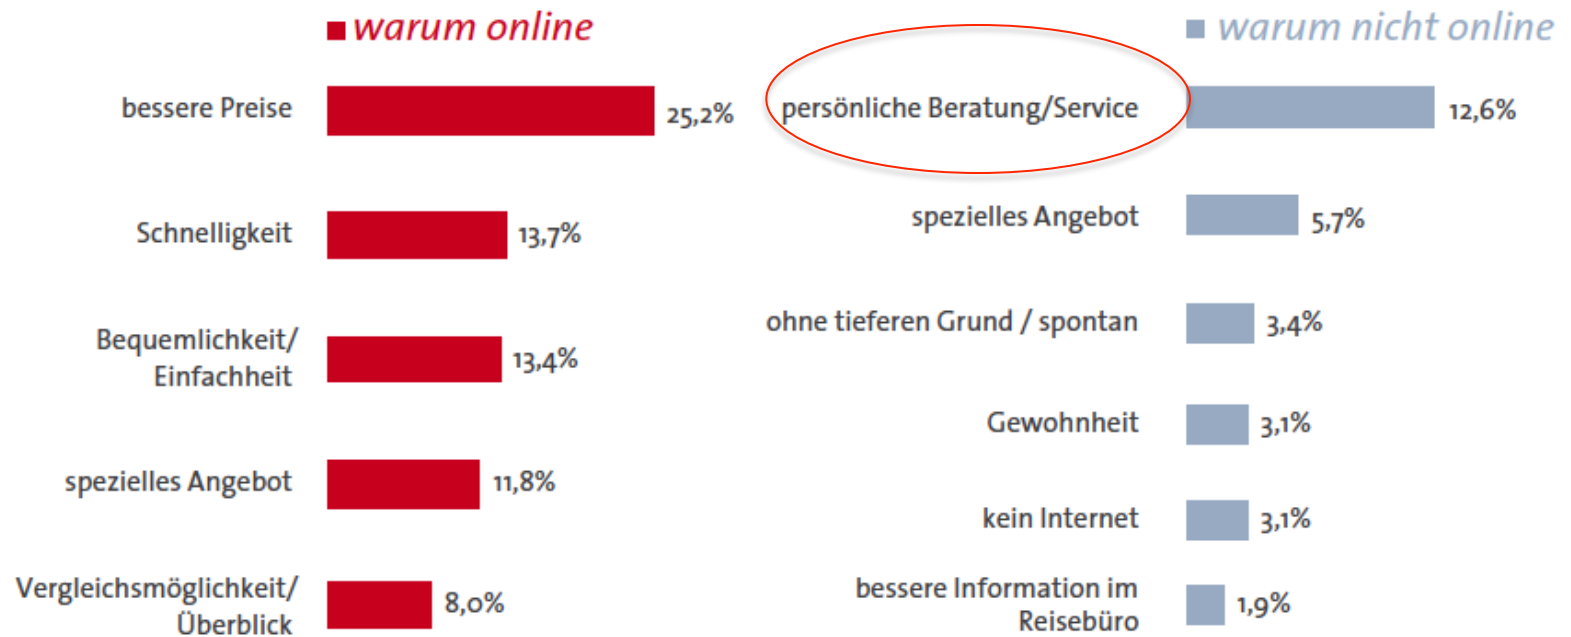 warum online
bessere Preise 25,2%
Schnelligkeit 13,7%
Bequemlichkeit/
Einfachheit 13,4%
spezielles Angebot 11,8%
Vergleichsmöglichkeit/
Überblick 8,0%
warum nicht online
persönliche Beratung/Service 12,6%
spezielles Angebot 5,7%
ohne tieferen Grund / spontan 3,4%
Gewohnheit 3,1%
kein Internet 3,1%
bessere Information im
Reisebüro 1,9%